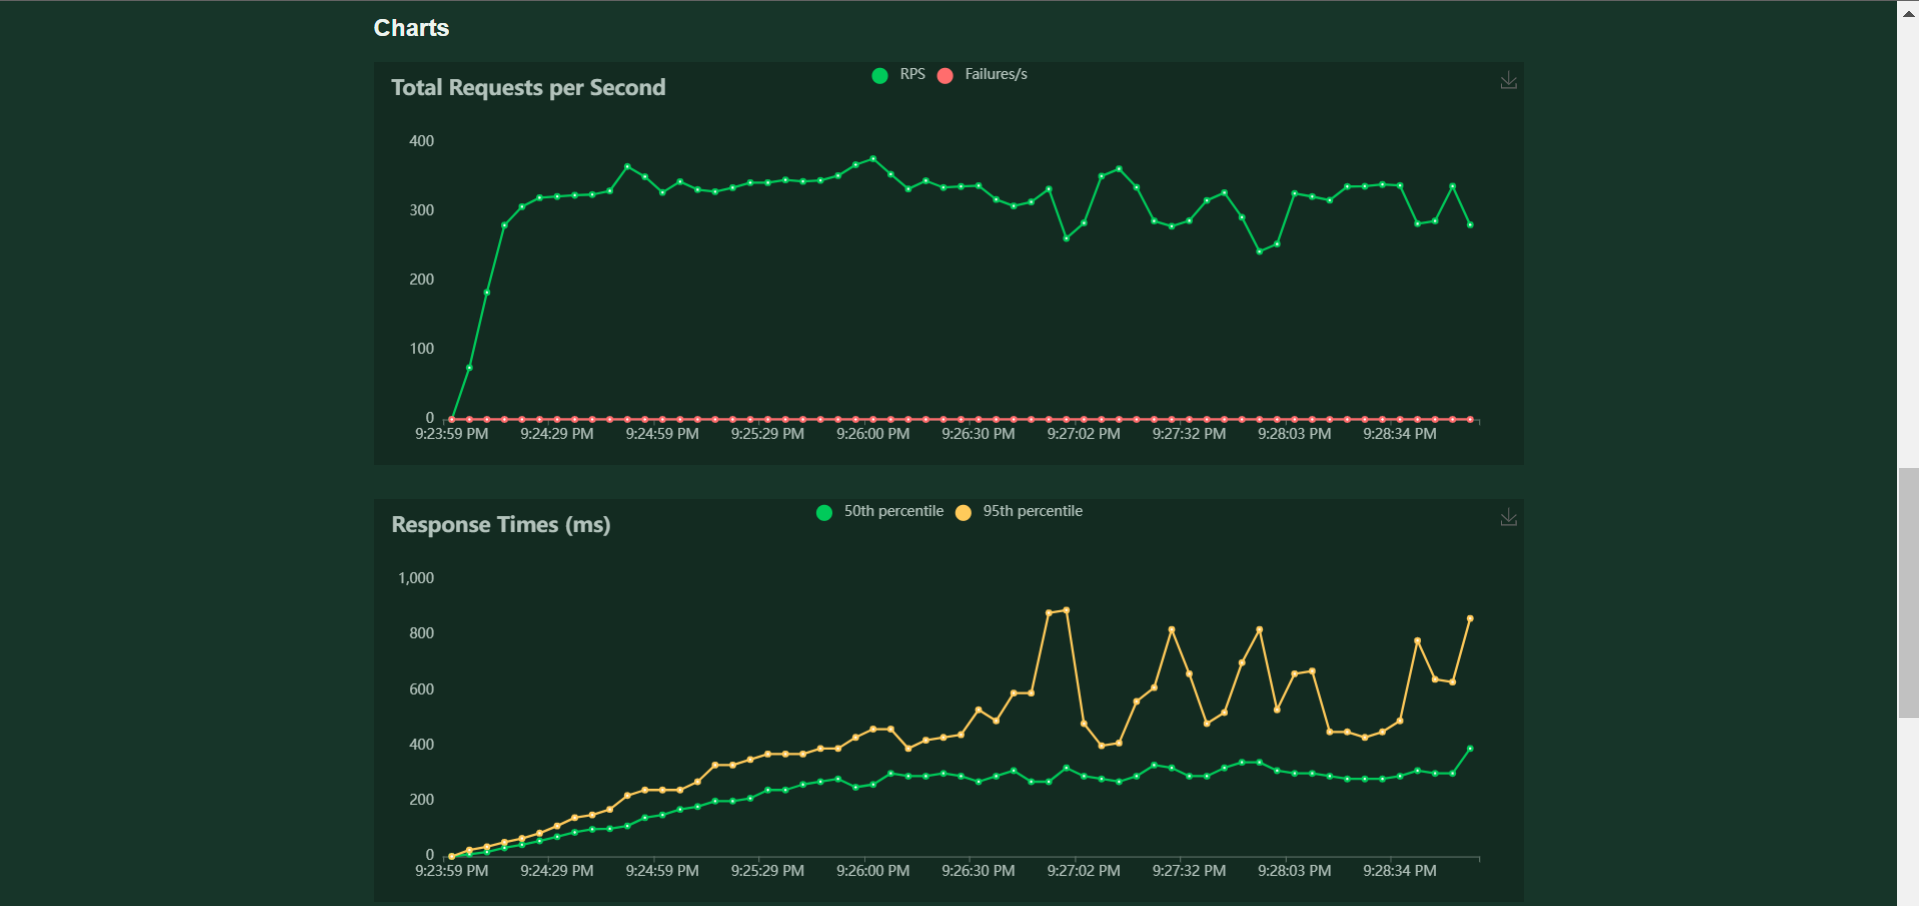 Charts
Total Requests per Second
RPS Failures/s
400
300
200
100
0
9:23:59 PM 9:24:29 PM 9:24:59 PM 9:25:29 PM 9:26:00 PM 9:26:30 PM 9:27:02 PM 9:27:32 PM 9:28:03 PM 9:28:34 PM
Response Times (ms)
50th percentile 95th percentile
1,000
800
600
400
200
0
9:23:59 PM 9:24:29 PM 9:24:59 PM 9:25:29 PM 9:26:00 PM 9:26:30 PM 9:27:02 PM 9:27:32 PM 9:28:03 PM 9:28:34 PM